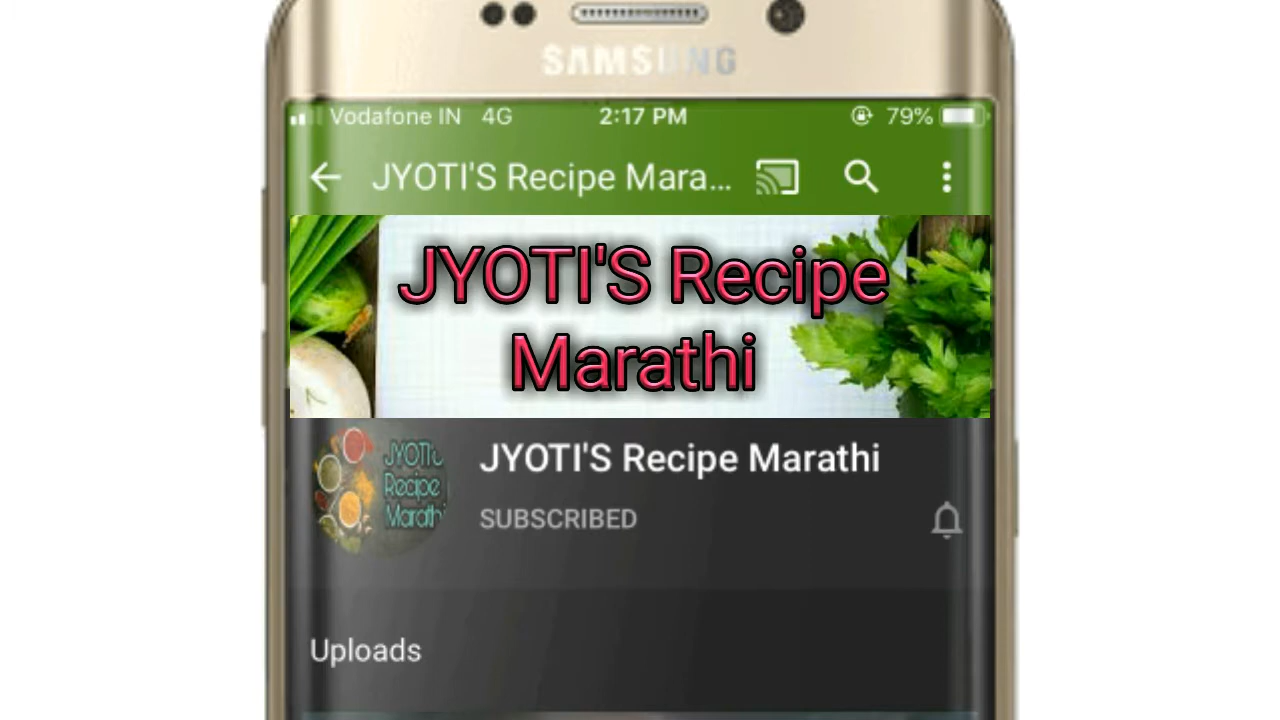 SAMSUNG
Vodafone IN 4G 2:17 PM 79%
JYOTI'S Recipe Mara...
JYOTI'S Recipe
Marathi
JYOTI'S Recipe Marathi
JYOTI
Recipe
Marathi
SUBSCRIBED
Uploads